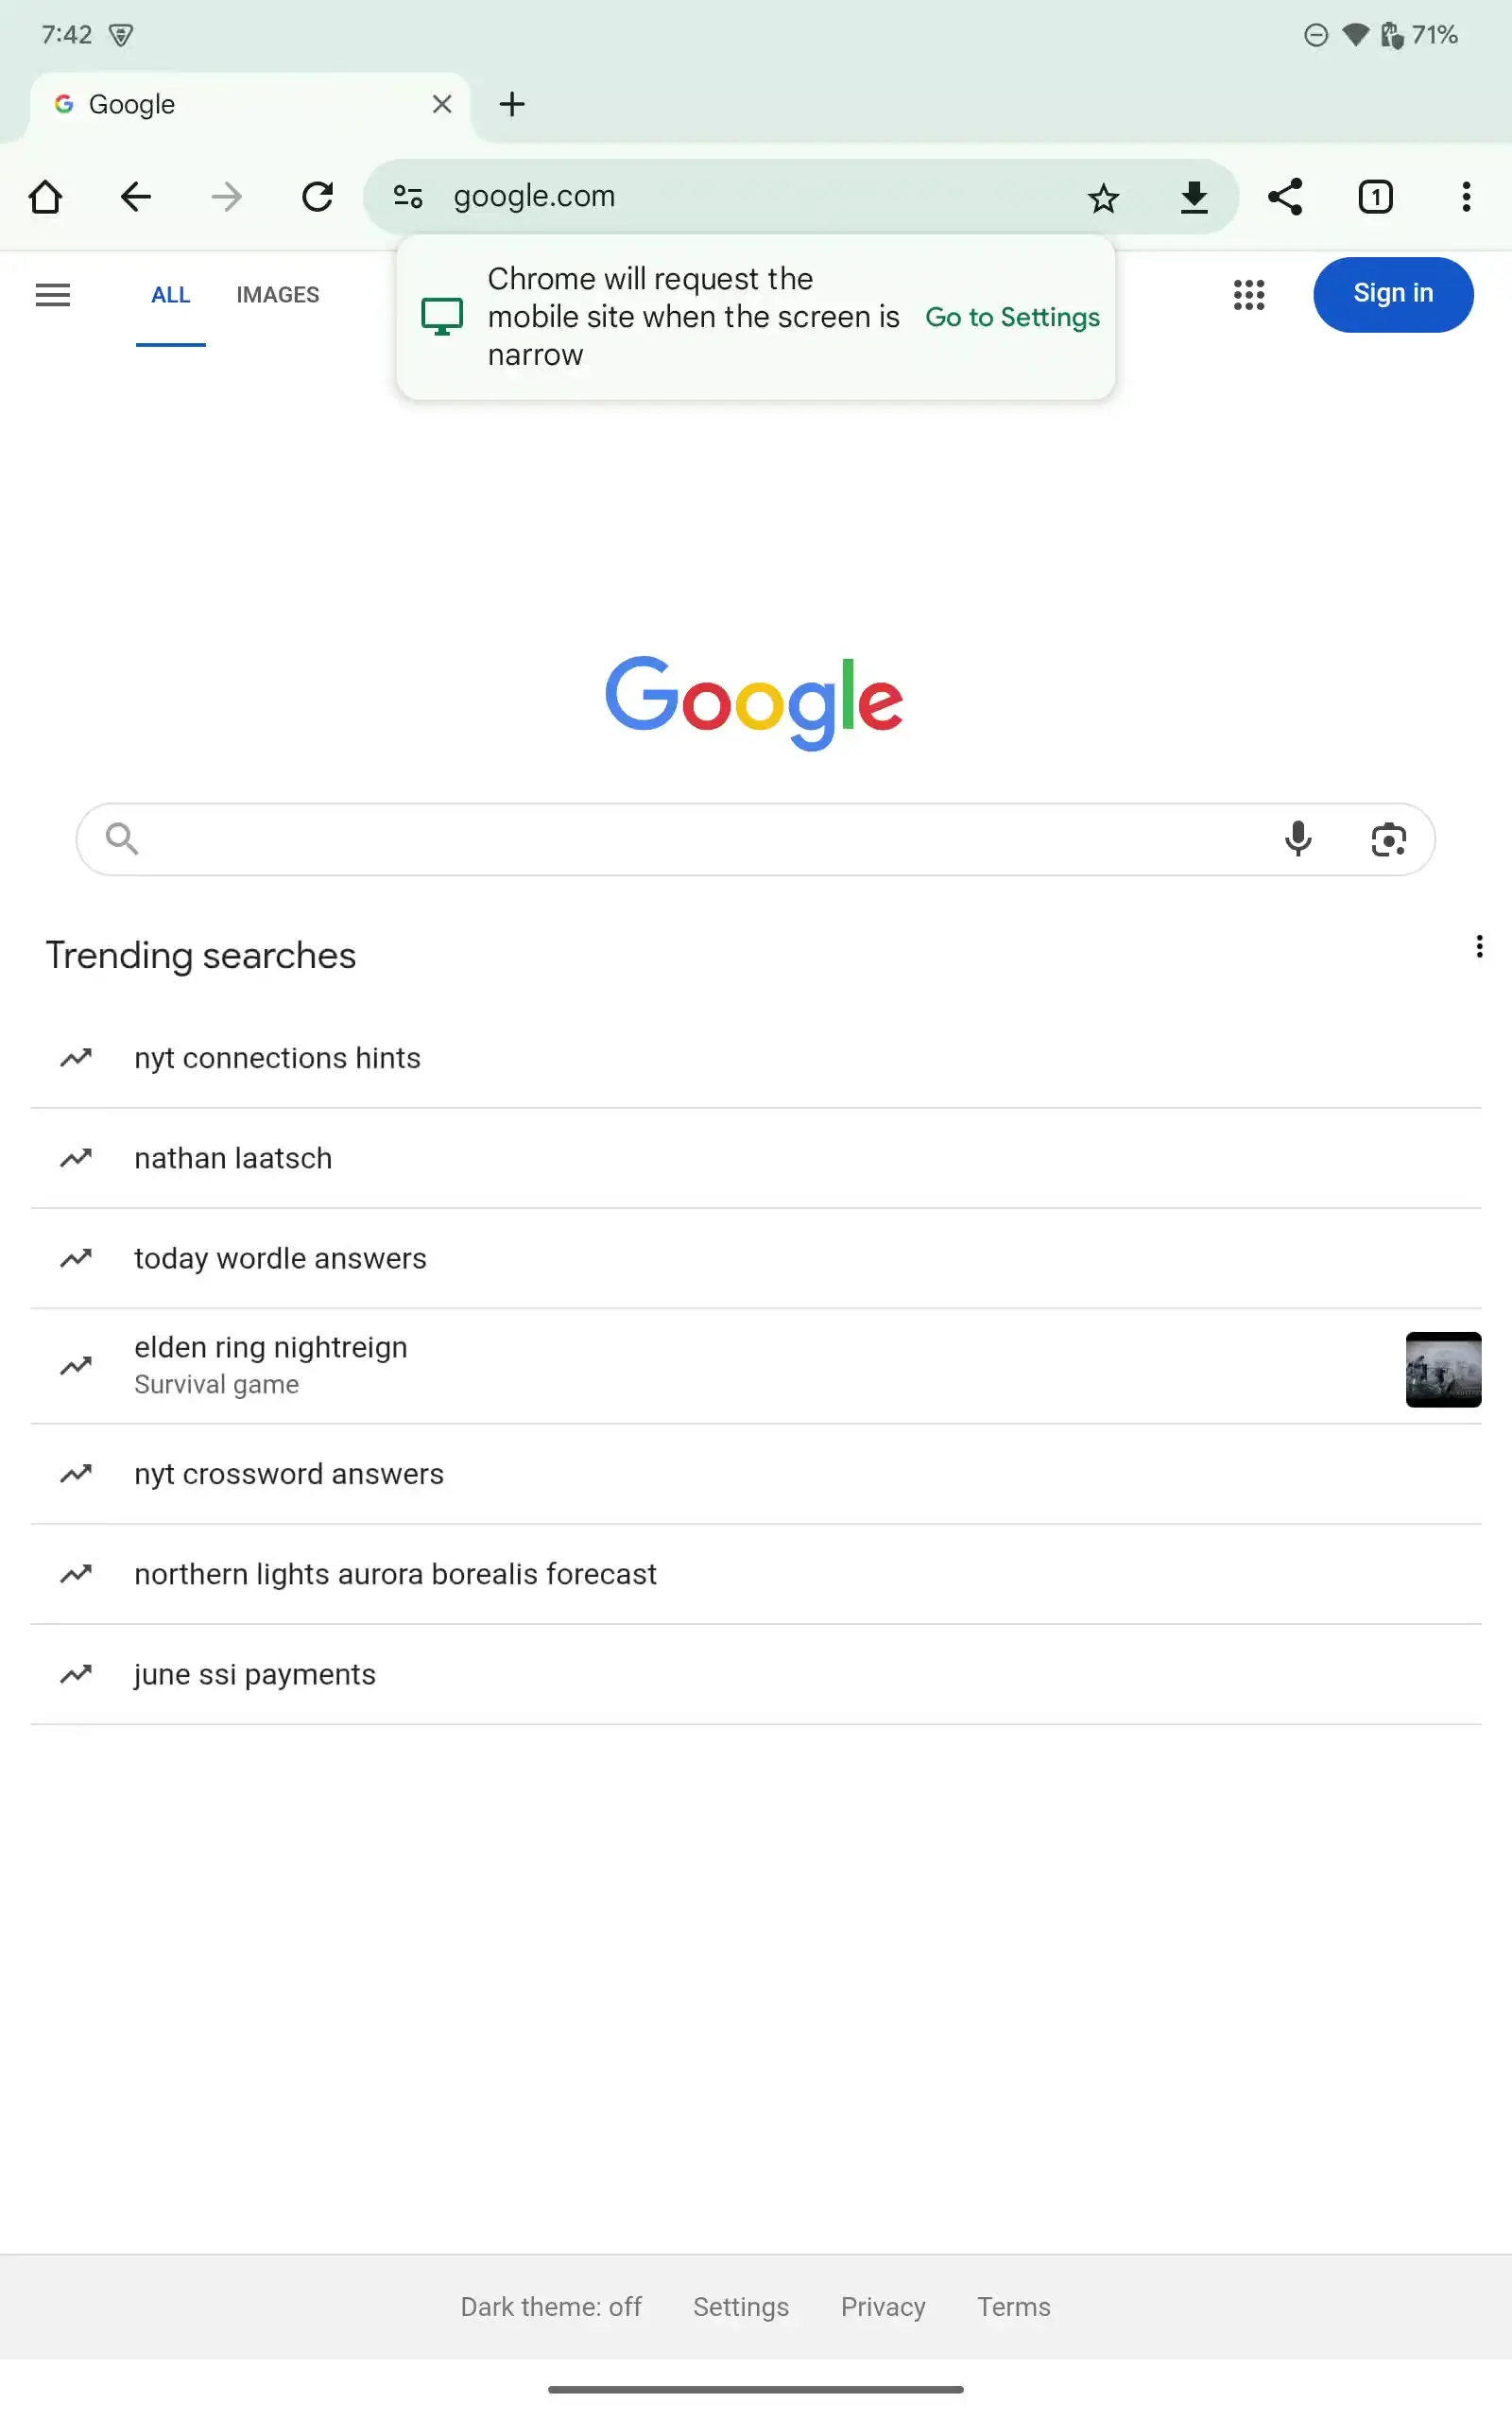 7:42
71%
Google
google.com
1
Chrome will request the
mobile site when the screen is
narrow
Go to Settings
ALL
IMAGES
Sign in
Google
Trending searches
nyt connections hints
nathan laatsch
today wordle answers
elden ring nightreign
Survival game
nyt crossword answers
northern lights aurora borealis forecast
june ssi payments
Dark theme: off
Settings
Privacy
Terms